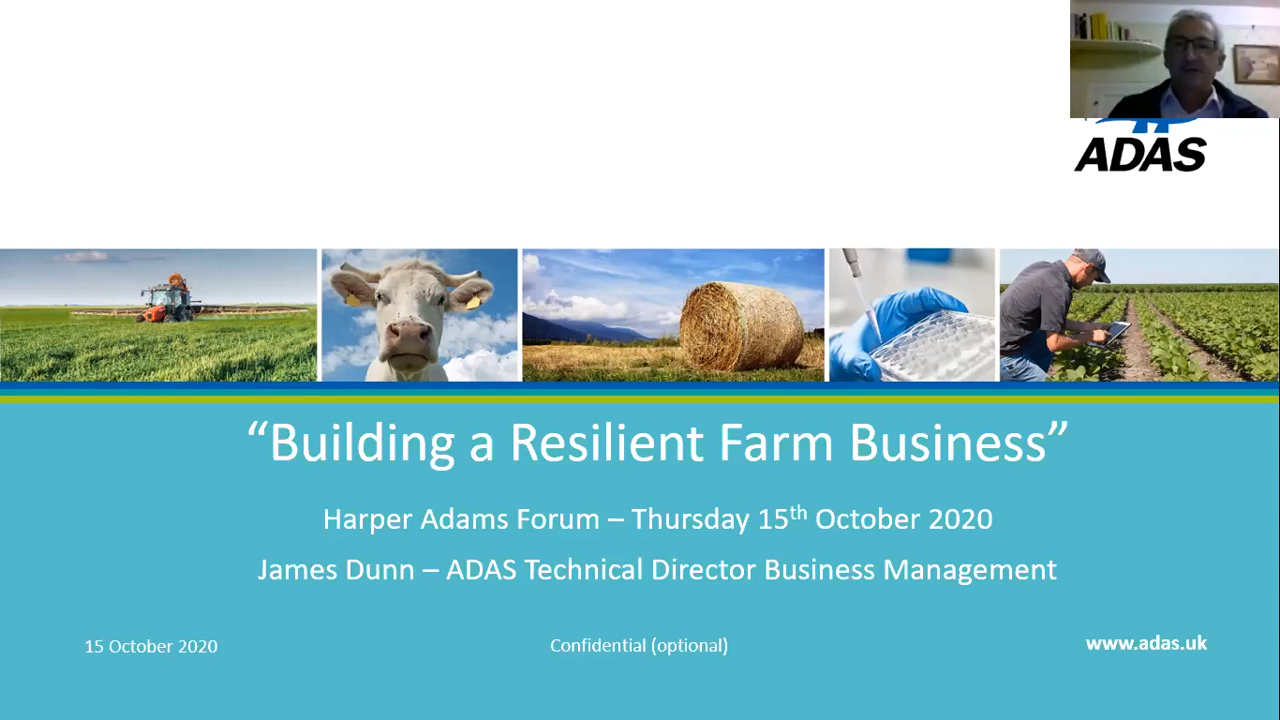 ADAS
“Building a Resilient Farm Business”
Harper Adams Forum – Thursday 15th October 2020
James Dunn – ADAS Technical Director Business Management
15 October 2020
Confidential (optional)
www.adas.uk